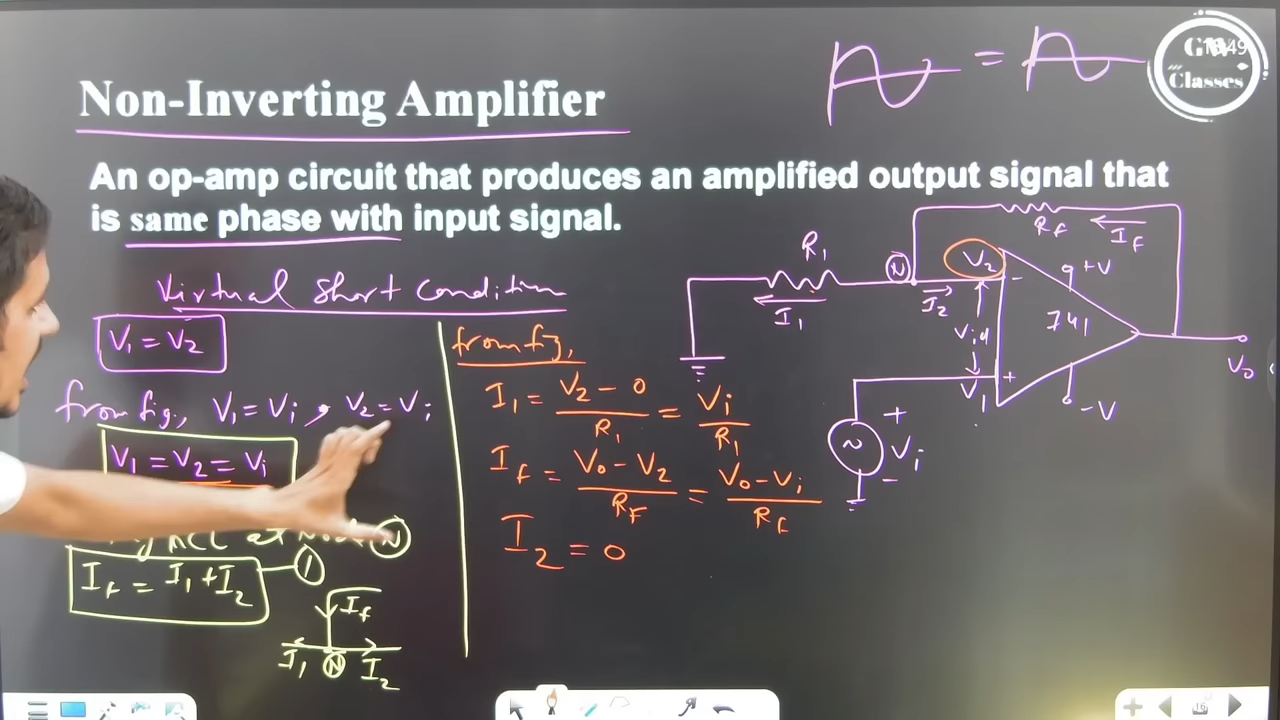 Non-Inverting Amplifier
An op-amp circuit that produces an amplified output signal that
is same phase with input signal.
Virtual Short Condition
V₁ = V₂
from fig, V₁ = Vi , V₂ = Vi
V₁ = V₂ = Vi
KCL at Node N
If = I₁ + I₂ 1
If
I₁ N I₂
from fig,
I₁ = V₂ - 0 / R₁ = Vi / R₁
If = Vo - V₂ / RF = Vo - Vi / Rf
I₂ = 0
=
Classes
RF
If
R₁
N
V₂
-
+V
I₁
I₂
Vid
741
V₁
+
-V
Vo
+
~
Vi
-
16